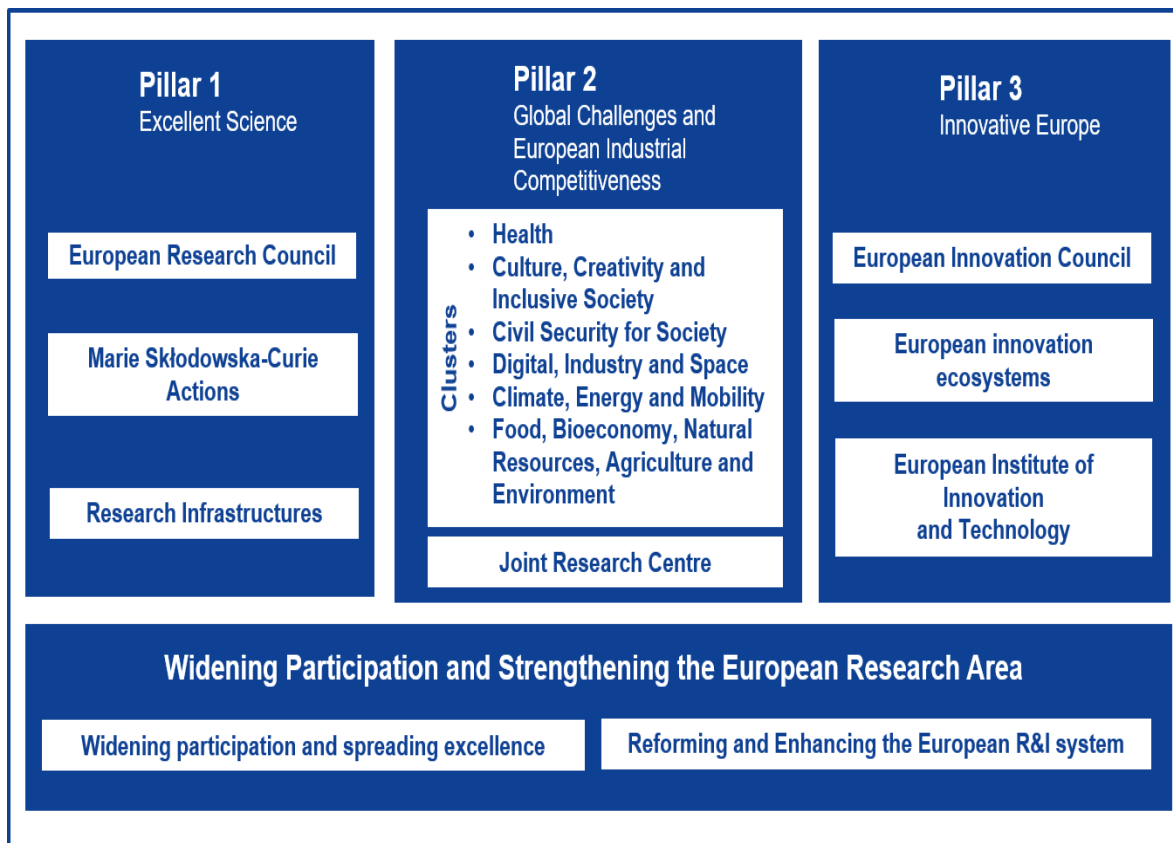 Pillar 1
Excellent Science
European Research Council
Marie Skłodowska-Curie
Actions
Research Infrastructures
Pillar 2
Global Challenges and
European Industrial
Competitiveness
Clusters
• Health
• Culture, Creativity and
Inclusive Society
• Civil Security for Society
• Digital, Industry and Space
• Climate, Energy and Mobility
• Food, Bioeconomy, Natural
Resources, Agriculture and
Environment
Joint Research Centre
Pillar 3
Innovative Europe
European Innovation Council
European innovation
ecosystems
European Institute of
Innovation
and Technology
Widening Participation and Strengthening the European Research Area
Widening participation and spreading excellence
Reforming and Enhancing the European R&I system